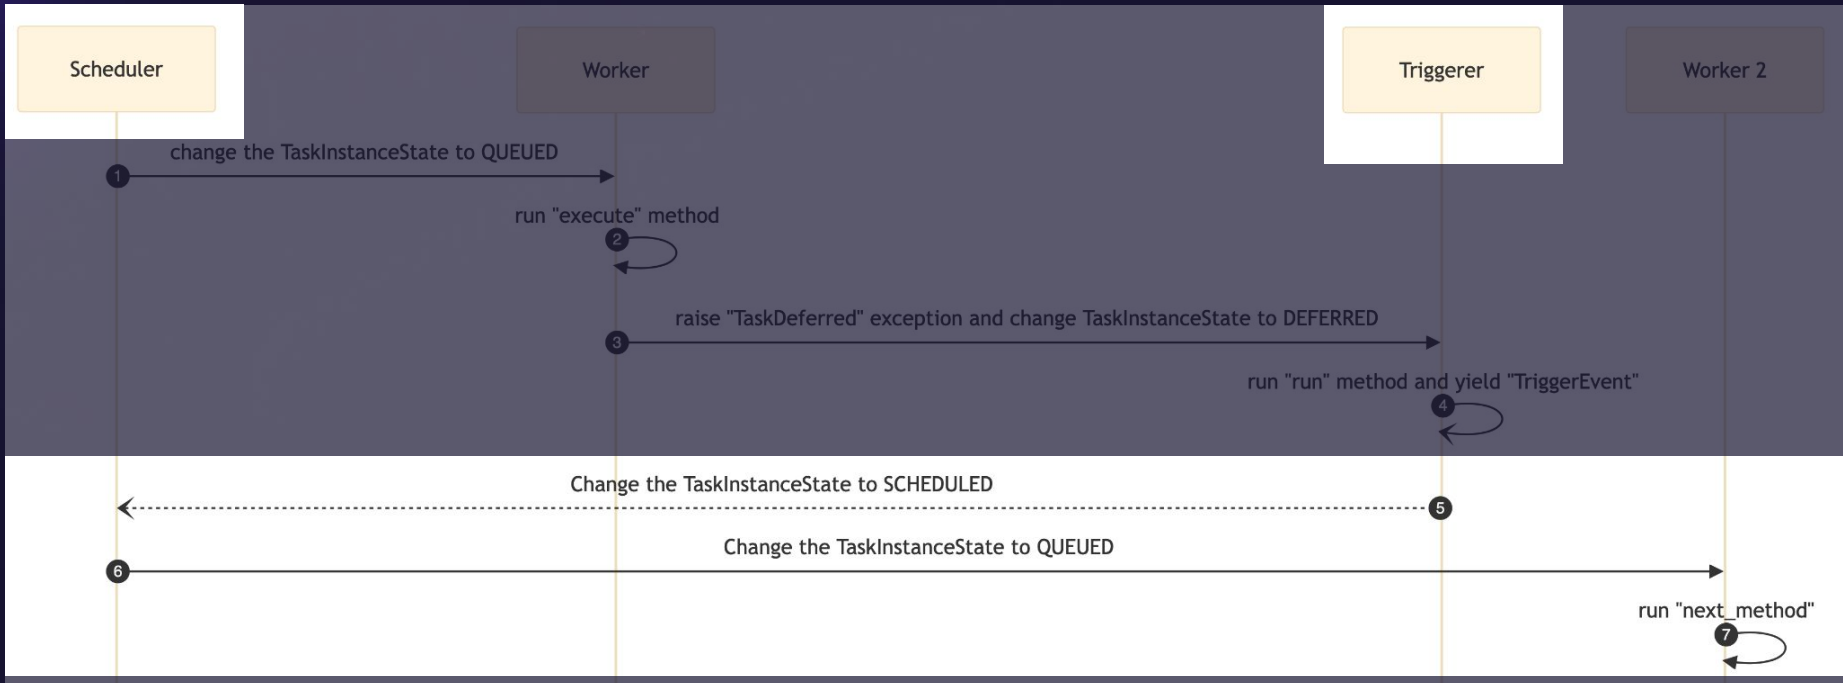 Scheduler
Worker
Triggerer
Worker 2
change the TaskInstanceState to QUEUED
1
run "execute" method
2
raise "TaskDeferred" exception and change TaskInstanceState to DEFERRED
3
run "run" method and yield "TriggerEvent"
4
Change the TaskInstanceState to SCHEDULED
5
Change the TaskInstanceState to QUEUED
6
run "next_method"
7